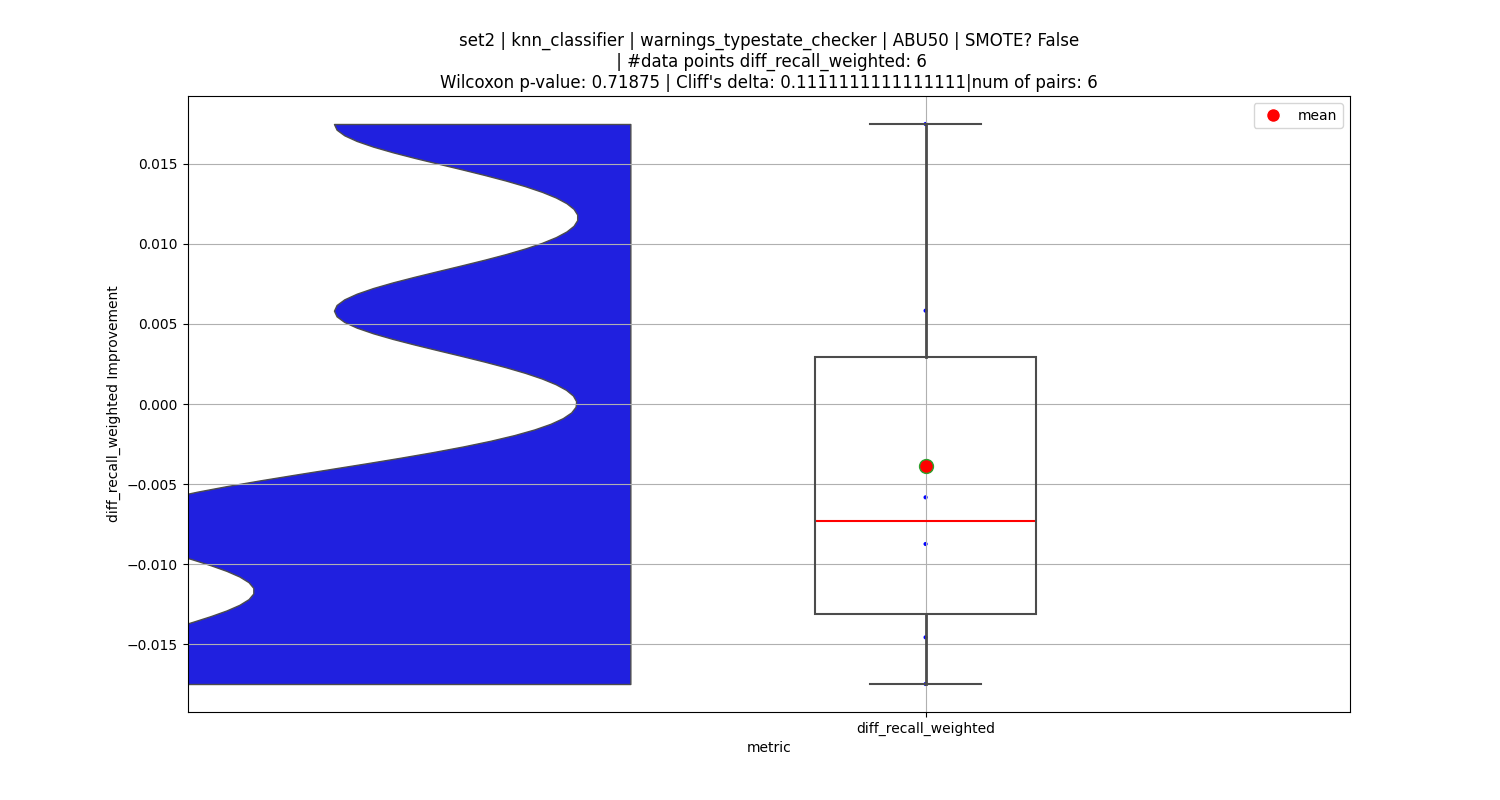 set2 | knn_classifier | warnings_typestate_checker | ABU50 | SMOTE? False
| #data points diff_recall_weighted: 6
Wilcoxon p-value: 0.71875 | Cliff's delta: 0.1111111111111111|num of pairs: 6
mean
0.015
0.010
0.005
0.000
−0.005
−0.010
−0.015
diff_recall_weighted Improvement
diff_recall_weighted
metric